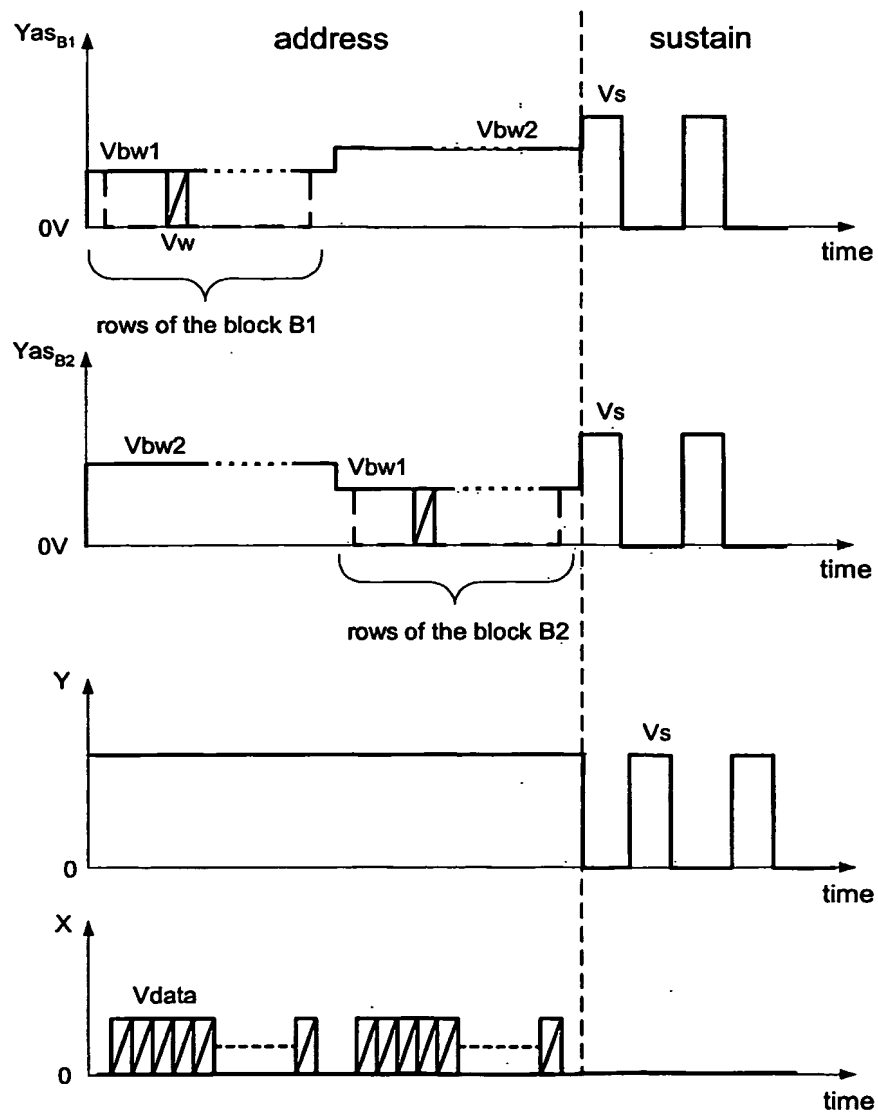 Yas_B1
address
sustain
Vs
Vbw1
Vbw2
0V
Vw
time
rows of the block B1
Yas_B2
Vs
Vbw2
Vbw1
0V
time
rows of the block B2
Y
Vs
0
time
X
Vdata
0
time